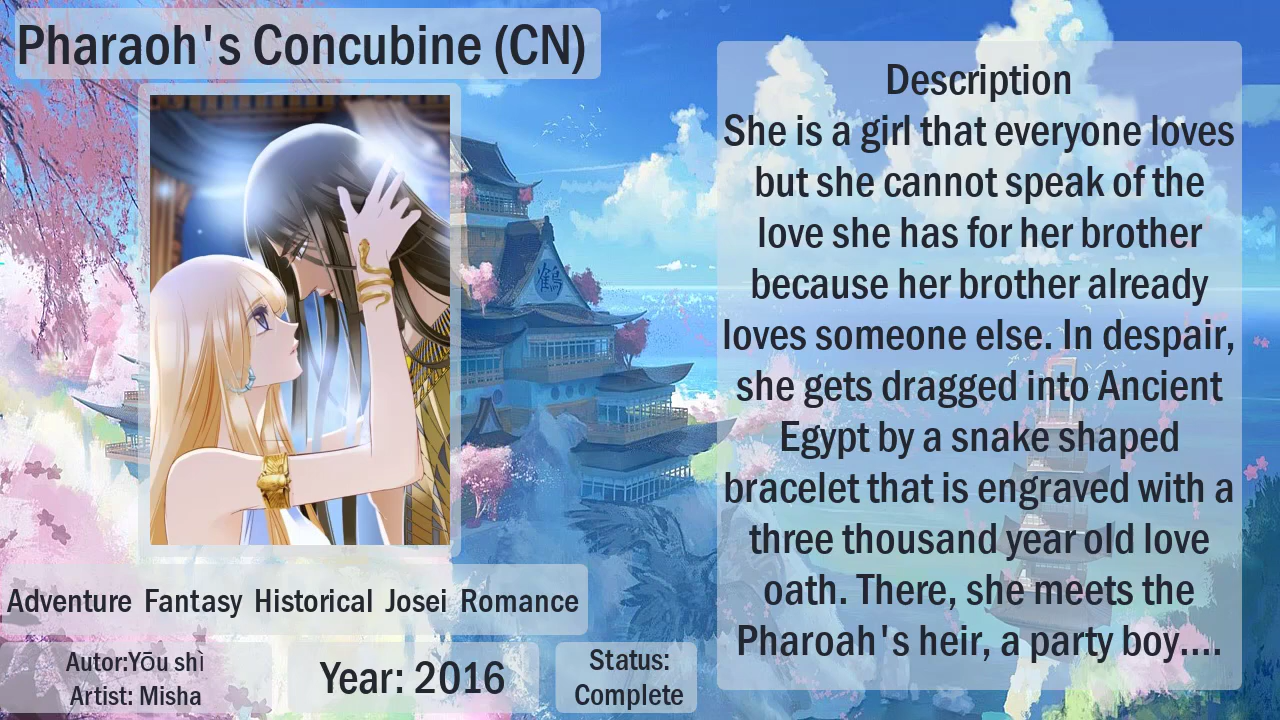 Pharaoh's Concubine (CN)
Description
She is a girl that everyone loves
but she cannot speak of the
love she has for her brother
because her brother already
loves someone else. In despair,
she gets dragged into Ancient
Egypt by a snake shaped
bracelet that is engraved with a
three thousand year old love
oath. There, she meets the
Pharoah's heir, a party boy....
鶴
Adventure Fantasy Historical Josei Romance
Autor:Yōu shì
Artist: Misha
Year: 2016
Status:
Complete